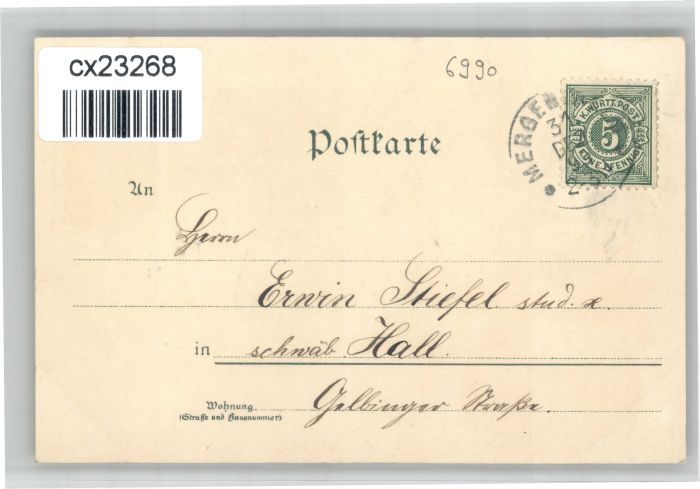 cx23268
6990
MERGEN
K.WÜRTT.POST
5
FÜNF PFENNIG
Poſtkarte
An
Herrn
Erwin Stiefel stud. x.
in schwäb. Hall.
Wohnung Gelbinger Straße.
(Straße und Hausnummer)